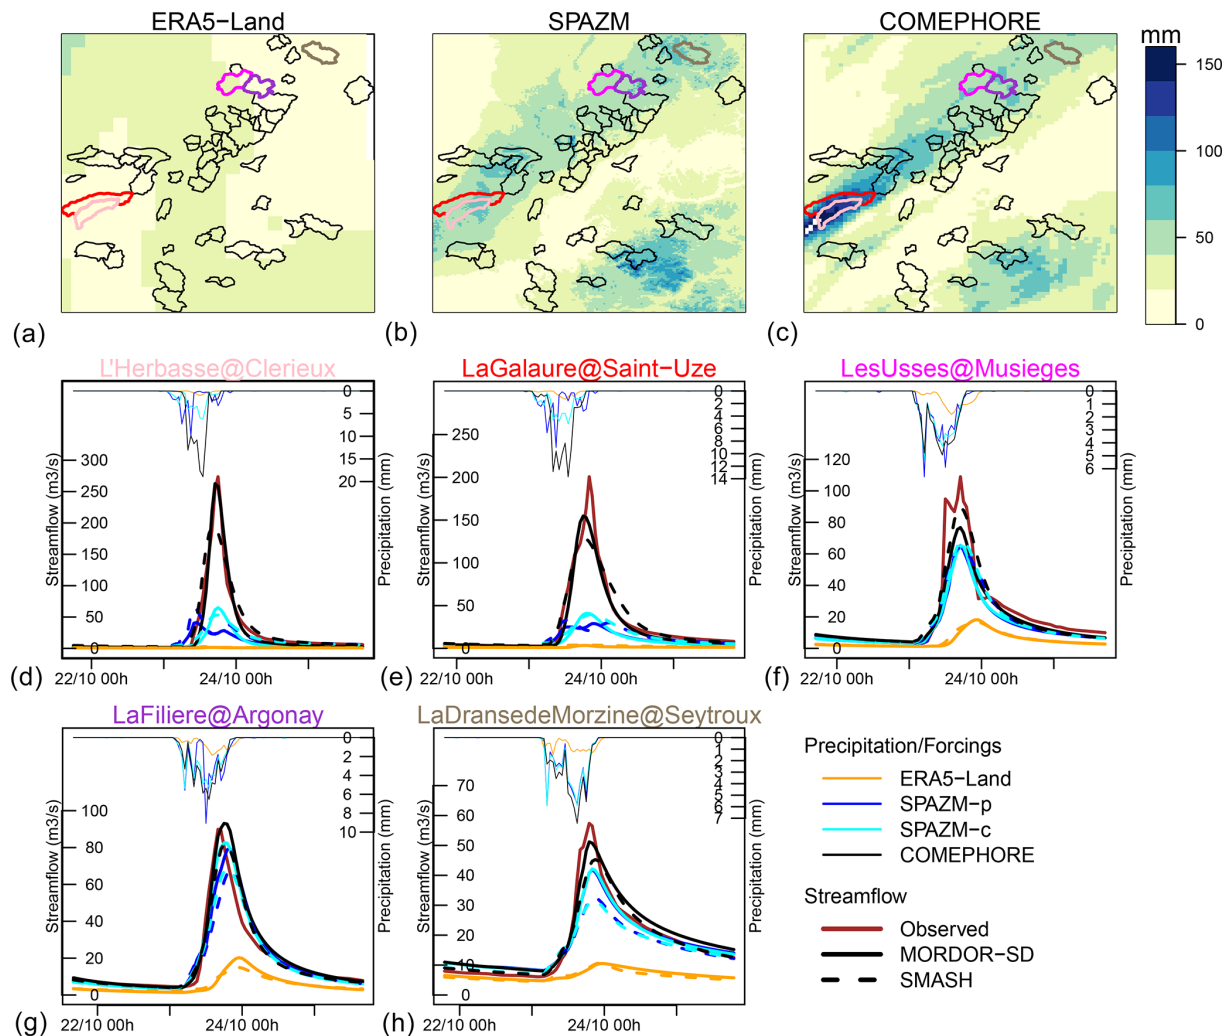 ERA5−Land SPAZM COMEPHORE
mm
150
100
50
0
(a) (b) (c)
L'Herbasse@Clerieux LaGalaure@Saint−Uze LesUsses@Musieges
Streamflow (m3/s)
0
50
100
150
200
250
300
Precipitation (mm)
0
5
10
15
20
(d) 22/10 00h 24/10 00h
Streamflow (m3/s)
0
50
100
150
200
250
Precipitation (mm)
0
2
4
6
8
10
12
14
(e) 22/10 00h 24/10 00h
Streamflow (m3/s)
0
20
40
60
80
100
120
Precipitation (mm)
0
1
2
3
4
5
6
(f) 22/10 00h 24/10 00h
LaFiliere@Argonay LaDransedeMorzine@Seytroux
Streamflow (m3/s)
0
20
40
60
80
100
Precipitation (mm)
0
2
4
6
8
10
(g) 22/10 00h 24/10 00h
Streamflow (m3/s)
0
10
20
30
40
50
60
70
Precipitation (mm)
0
1
2
3
4
5
6
7
(h) 22/10 00h 24/10 00h
Precipitation/Forcings
ERA5−Land
SPAZM−p
SPAZM−c
COMEPHORE
Streamflow
Observed
MORDOR−SD
SMASH